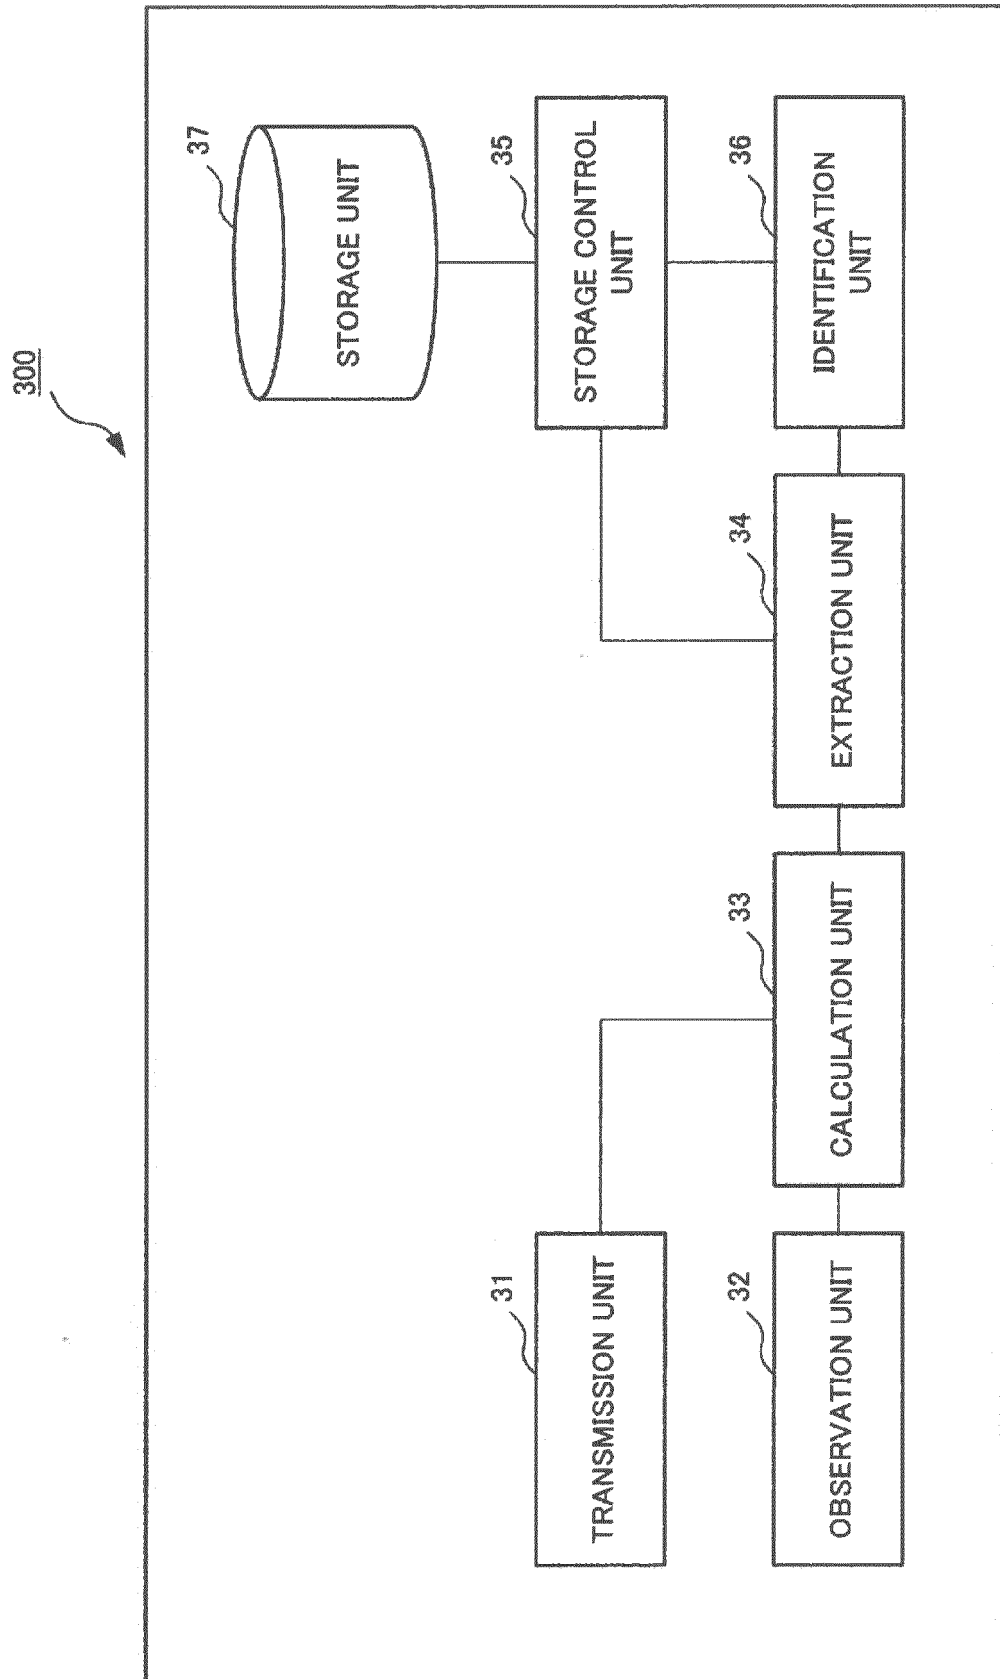 300
37
STORAGE UNIT
31
TRANSMISSION UNIT
35
STORAGE CONTROL
UNIT
32
OBSERVATION UNIT
33
CALCULATION UNIT
34
EXTRACTION UNIT
36
IDENTIFICATION
UNIT